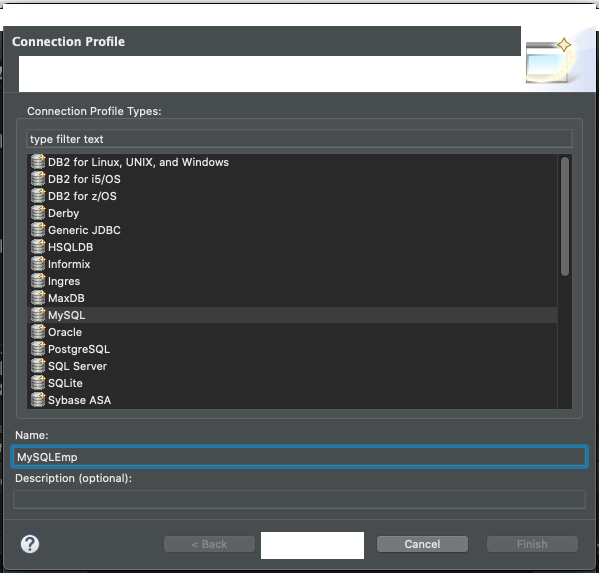 Connection Profile
Connection Profile Types:
type filter text
DB2 for Linux, UNIX, and Windows
DB2 for i5/OS
DB2 for z/OS
Derby
Generic JDBC
HSQLDB
Informix
Ingres
MaxDB
MySQL
Oracle
PostgreSQL
SQL Server
SQLite
Sybase ASA
Name:
MySQLEmp
Description (optional):
? < Back Cancel Finish